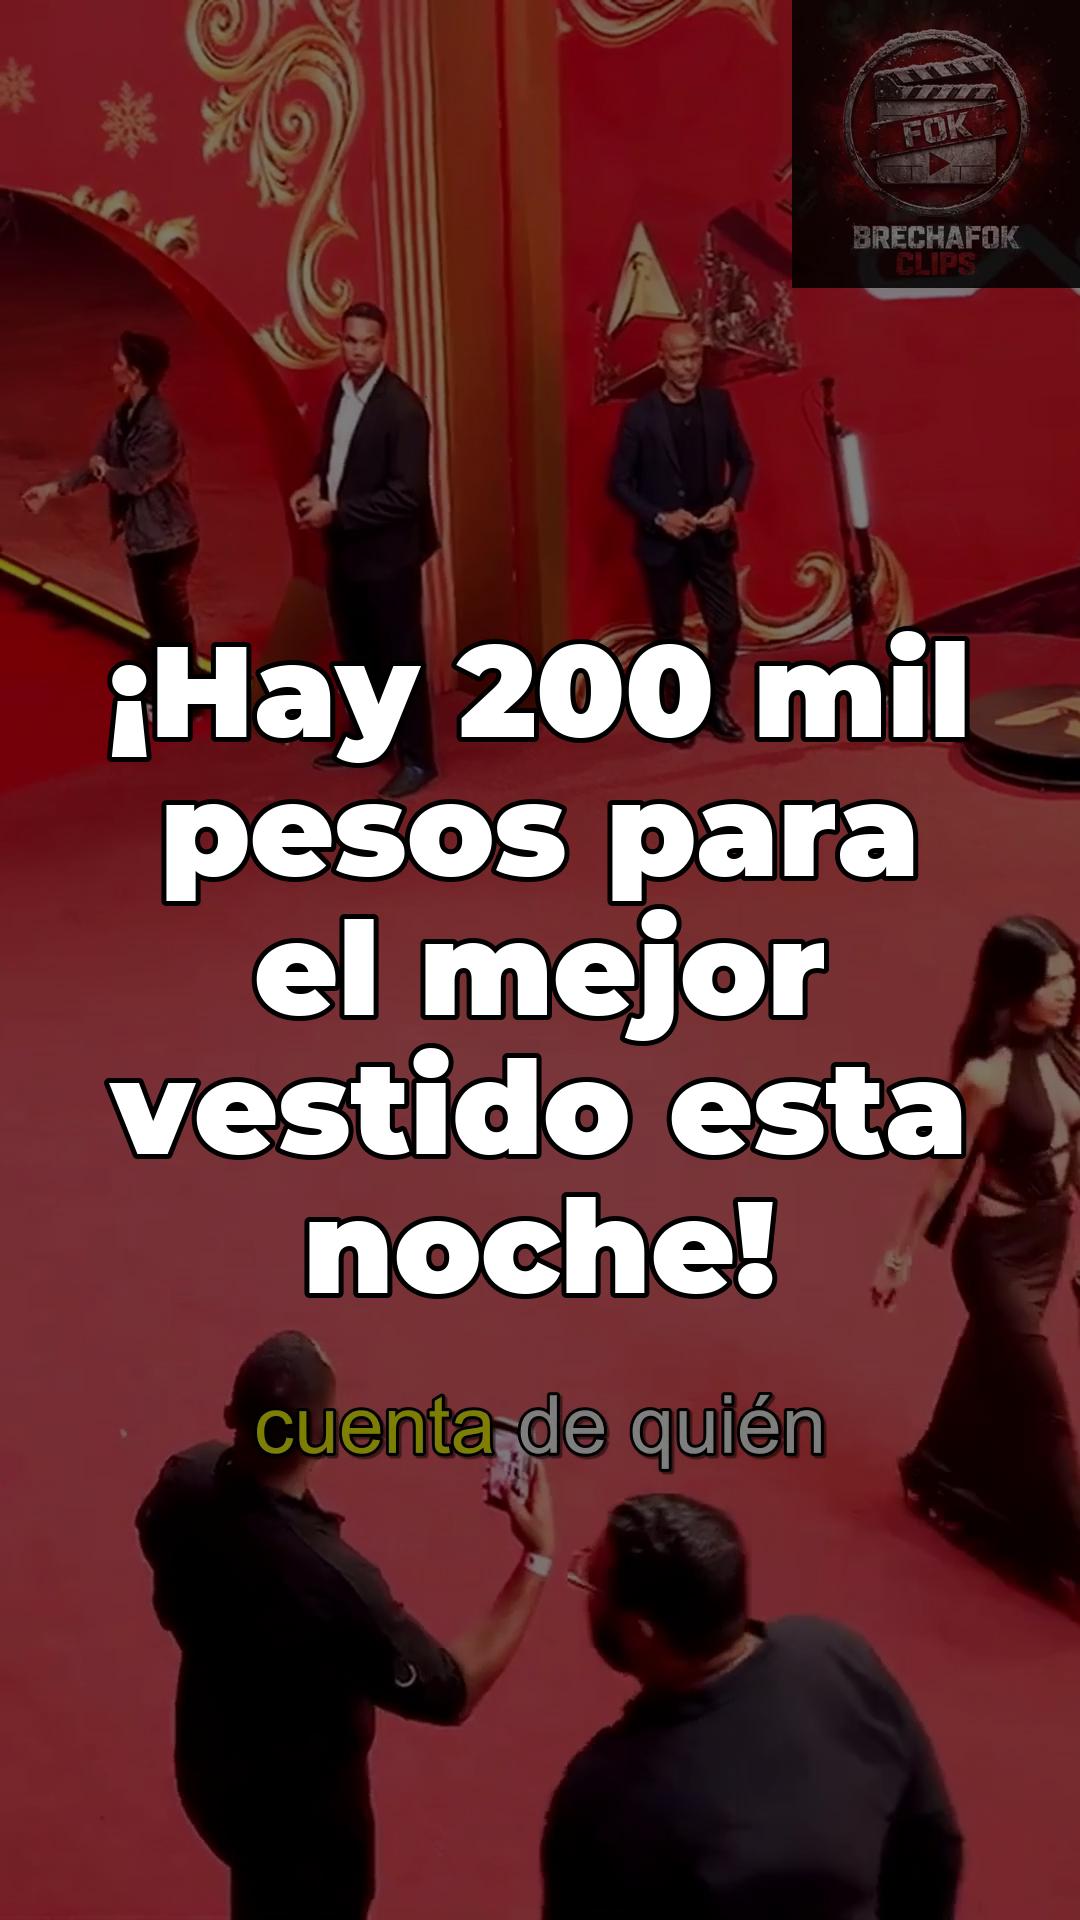 FOK
BRECHAFOK
CLIPS
¡Hay 200 mil
pesos para
el mejor
vestido esta
noche!
cuenta de quién